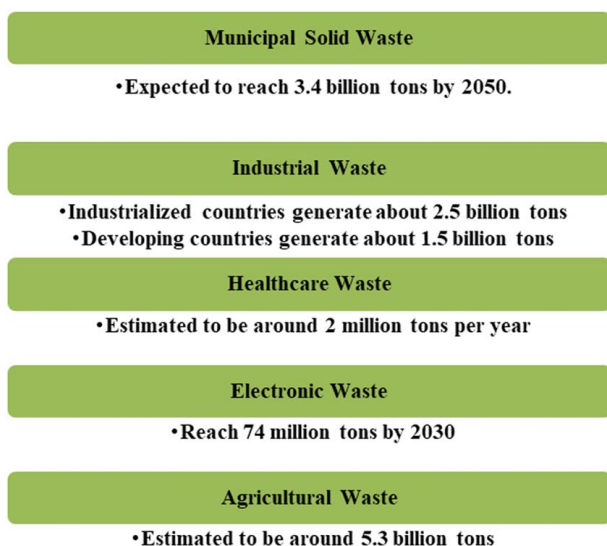 Municipal Solid Waste
•Expected to reach 3.4 billion tons by 2050.
Industrial Waste
•Industrialized countries generate about 2.5 billion tons
•Developing countries generate about 1.5 billion tons
Healthcare Waste
•Estimated to be around 2 million tons per year
Electronic Waste
•Reach 74 million tons by 2030
Agricultural Waste
•Estimated to be around 5.3 billion tons